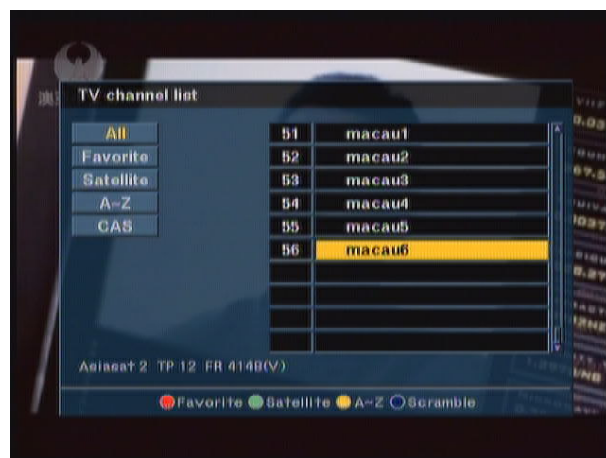 TV channel list
All
Favorite
Satellite
A~Z
CAS
51 macau1
52 macau2
53 macau3
54 macau4
55 macau5
56 macau6
Asiasat 2 TP 12 FR 4148(V)
Favorite Satellite A~Z Scramble